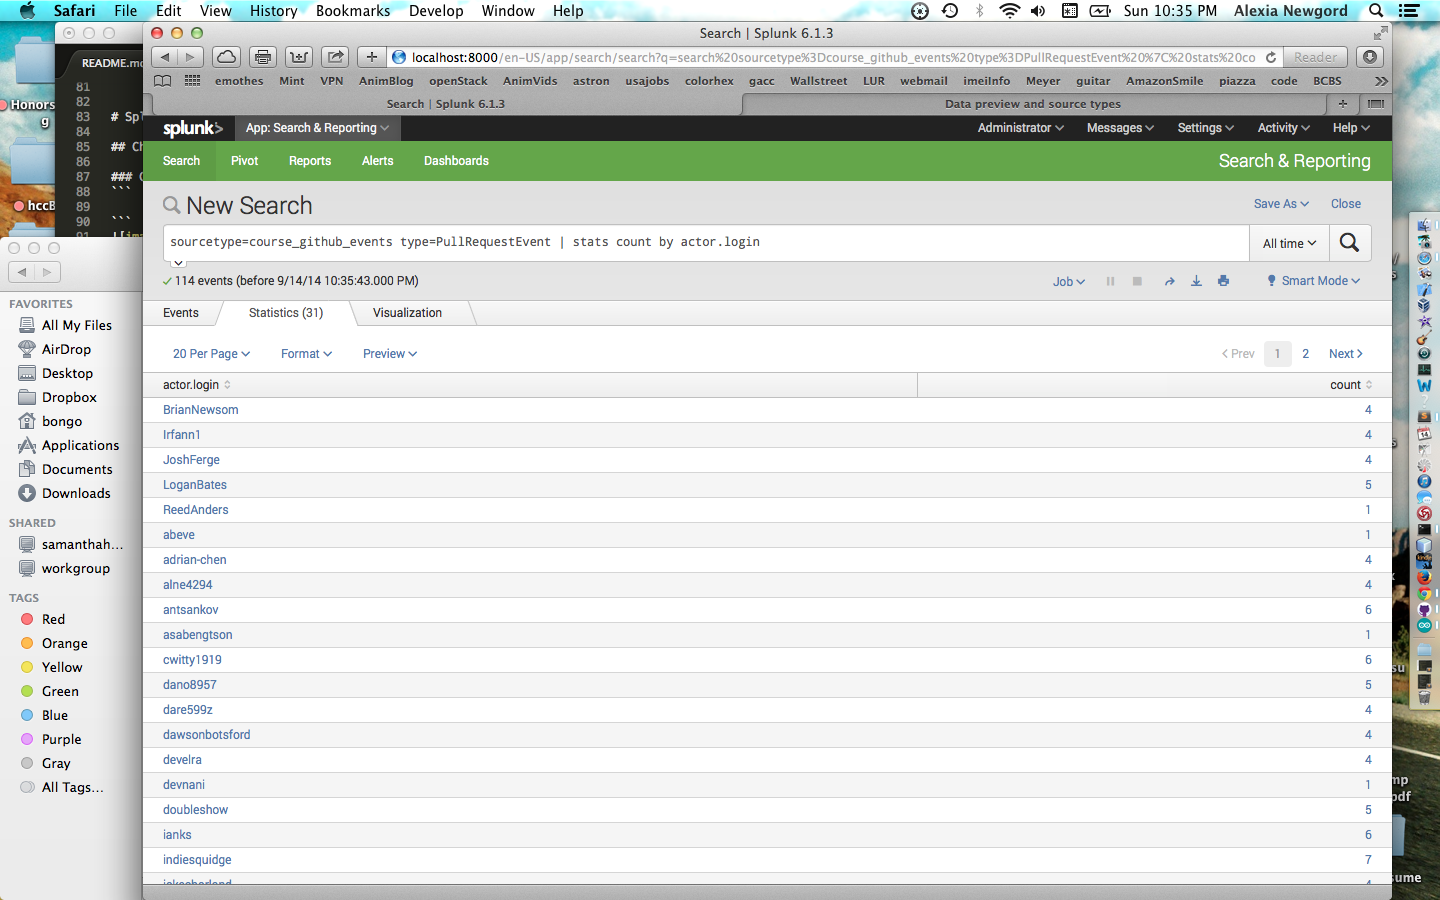 Safari File Edit View History Bookmarks Develop Window Help Sun 10:35 PM Alexia Newgord
README.md
81
82
83 # Spl
84
85 ## Ch
86
87 ### C
88 ```
89
90 ```
91
Honors
g
hccB
Search | Splunk 6.1.3
localhost:8000/en-US/app/search/search?q=search%20sourcetype%3Dcourse_github_events%20type%3DPullRequestEvent%20%7C%20stats%20co
Reader
emothes Mint VPN AnimBlog openStack AnimVids astron usajobs colorhex gacc Wallstreet LUR webmail imeiInfo Meyer guitar AmazonSmile piazza code BCBS
Search | Splunk 6.1.3 Data preview and source types
splunk> App: Search & Reporting Administrator Messages Settings Activity Help
Search Pivot Reports Alerts Dashboards Search & Reporting
New Search Save As Close
sourcetype=course_github_events type=PullRequestEvent | stats count by actor.login All time
114 events (before 9/14/14 10:35:43.000 PM) Job Smart Mode
Events Statistics (31) Visualization
20 Per Page Format Preview < Prev 1 2 Next >
actor.login count
BrianNewsom 4
Irfann1 4
JoshFerge 4
LoganBates 5
ReedAnders 1
abeve 1
adrian-chen 4
alne4294 4
antsankov 6
asabengtson 1
cwitty1919 6
dano8957 5
dare599z 4
dawsonbotsford 4
develra 4
devnani 1
doubleshow 5
ianks 6
indiesquidge 7
FAVORITES
All My Files
AirDrop
Desktop
Dropbox
bongo
Applications
Documents
Downloads
SHARED
samanthah...
workgroup
TAGS
Red
Orange
Yellow
Green
Blue
Purple
Gray
All Tags...
14
su
mp
pdf
sume